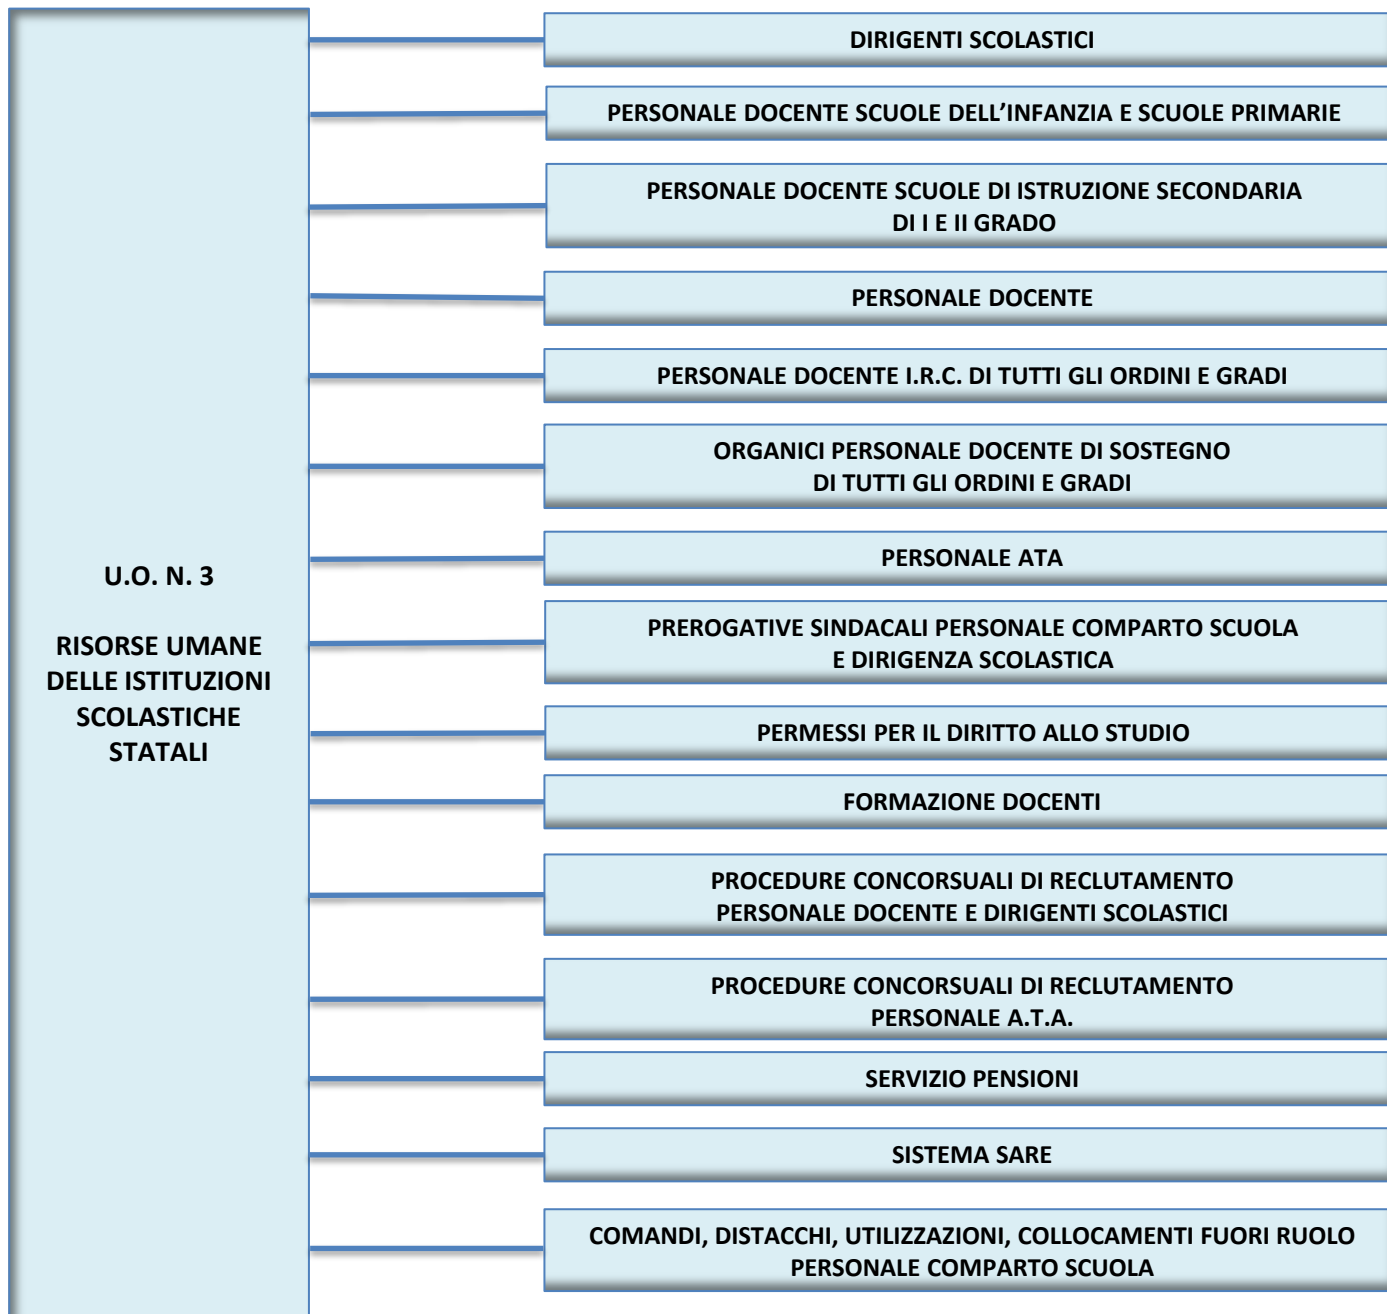 U.O. N. 3
RISORSE UMANE
DELLE ISTITUZIONI
SCOLASTICHE
STATALI
DIRIGENTI SCOLASTICI
PERSONALE DOCENTE SCUOLE DELL’INFANZIA E SCUOLE PRIMARIE
PERSONALE DOCENTE SCUOLE DI ISTRUZIONE SECONDARIA
DI I E II GRADO
PERSONALE DOCENTE
PERSONALE DOCENTE I.R.C. DI TUTTI GLI ORDINI E GRADI
ORGANICI PERSONALE DOCENTE DI SOSTEGNO
DI TUTTI GLI ORDINI E GRADI
PERSONALE ATA
PREROGATIVE SINDACALI PERSONALE COMPARTO SCUOLA
E DIRIGENZA SCOLASTICA
PERMESSI PER IL DIRITTO ALLO STUDIO
FORMAZIONE DOCENTI
PROCEDURE CONCORSUALI DI RECLUTAMENTO
PERSONALE DOCENTE E DIRIGENTI SCOLASTICI
PROCEDURE CONCORSUALI DI RECLUTAMENTO
PERSONALE A.T.A.
SERVIZIO PENSIONI
SISTEMA SARE
COMANDI, DISTACCHI, UTILIZZAZIONI, COLLOCAMENTI FUORI RUOLO
PERSONALE COMPARTO SCUOLA